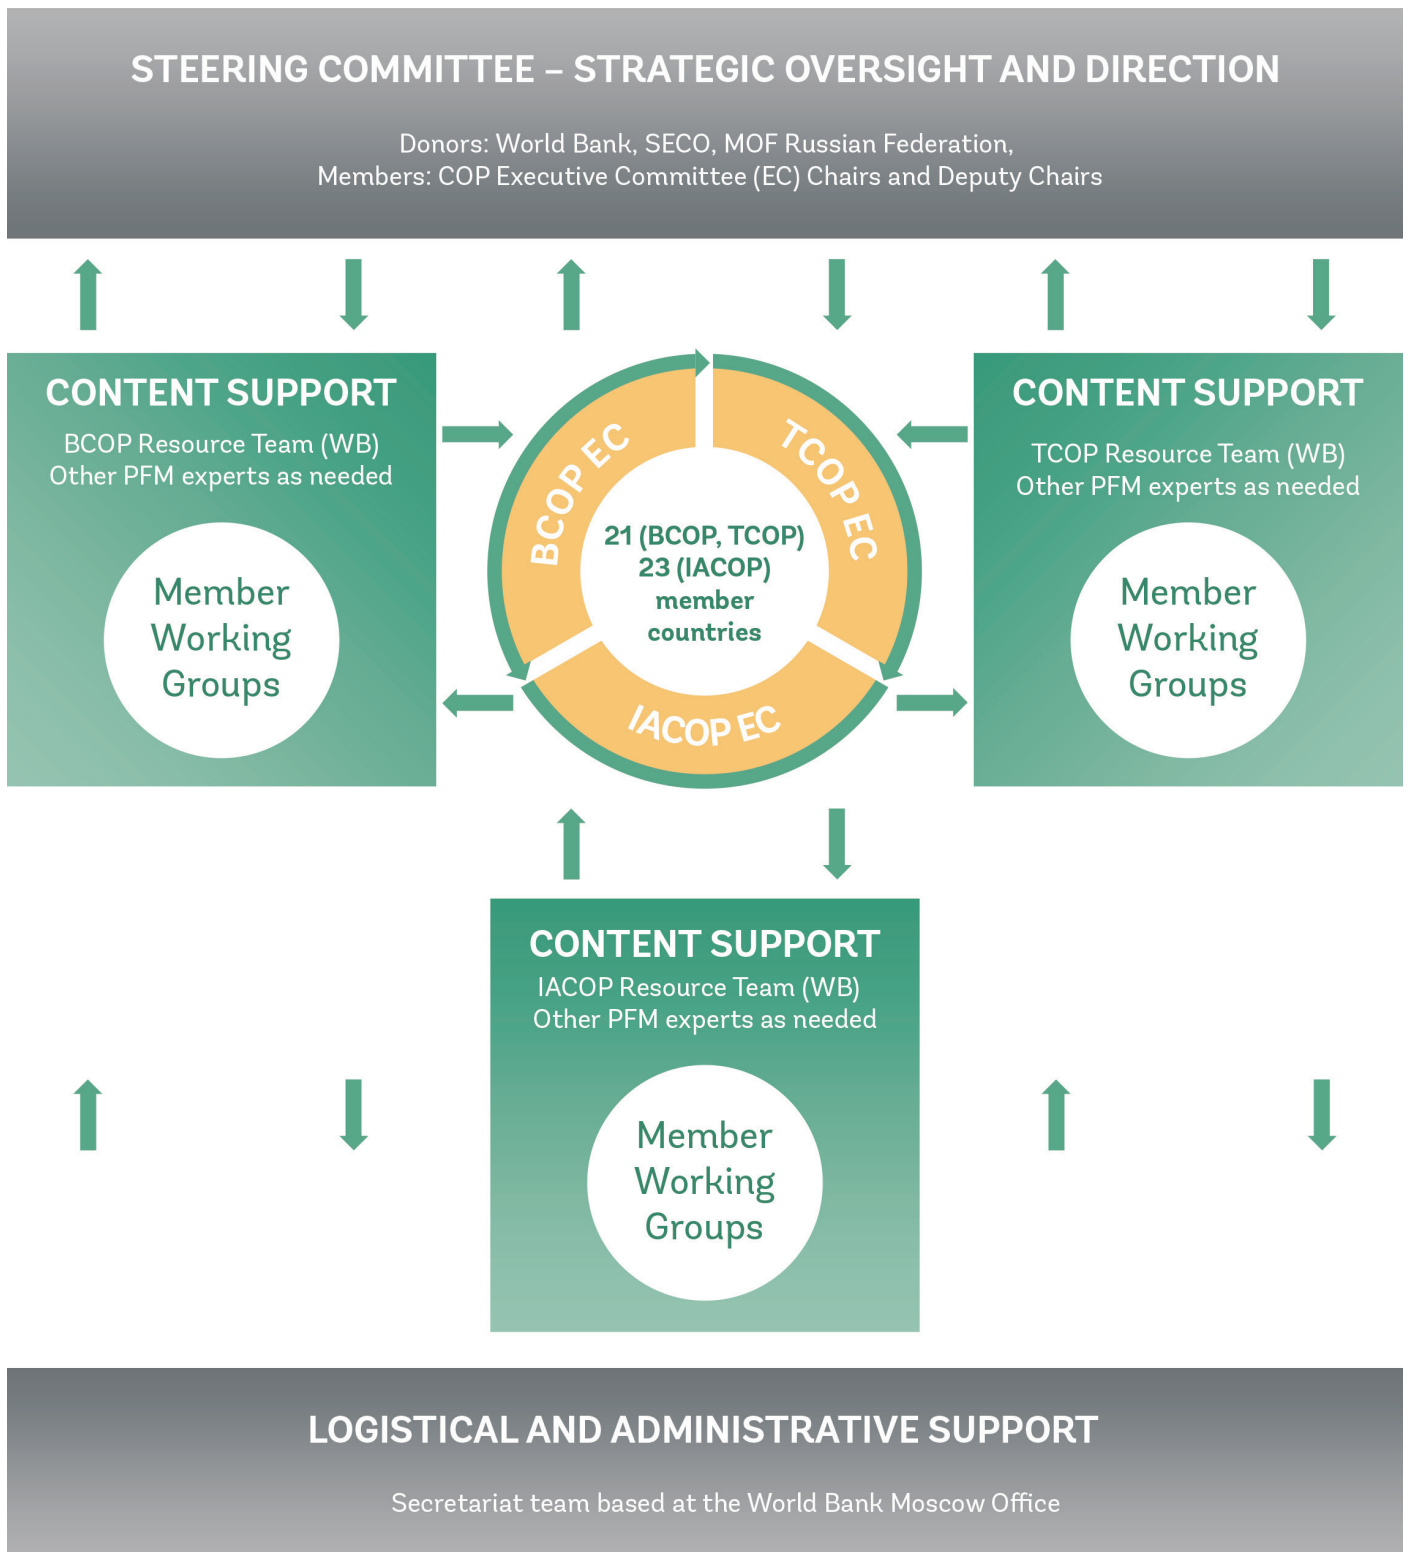 STEERING COMMITTEE – STRATEGIC OVERSIGHT AND DIRECTION
Donors: World Bank, SECO, MOF Russian Federation,
Members: COP Executive Committee (EC) Chairs and Deputy Chairs
CONTENT SUPPORT
BCOP Resource Team (WB)
Other PFM experts as needed
Member
Working
Groups
BCOP EC
TCOP EC
IACOP EC
21 (BCOP, TCOP)
23 (IACOP)
member
countries
CONTENT SUPPORT
TCOP Resource Team (WB)
Other PFM experts as needed
Member
Working
Groups
CONTENT SUPPORT
IACOP Resource Team (WB)
Other PFM experts as needed
Member
Working
Groups
LOGISTICAL AND ADMINISTRATIVE SUPPORT
Secretariat team based at the World Bank Moscow Office